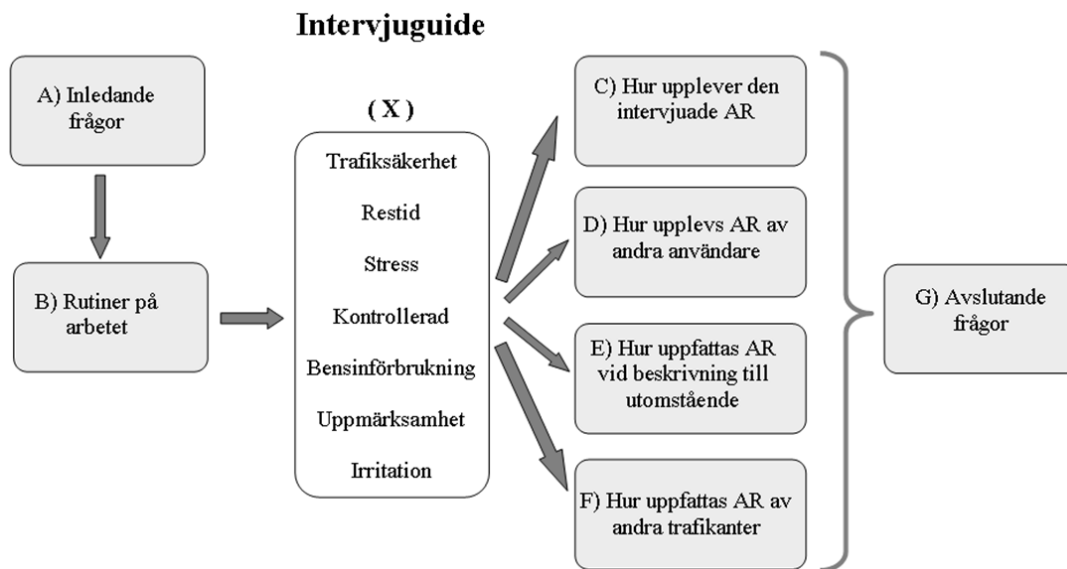 Intervjuguide
A) Inledande
frågor
B) Rutiner på
arbetet
( X )
Trafiksäkerhet
Restid
Stress
Kontrollerad
Bensinförbrukning
Uppmärksamhet
Irritation
C) Hur upplever den
intervjuade AR
D) Hur upplevs AR av
andra användare
E) Hur uppfattas AR
vid beskrivning till
utomstående
F) Hur uppfattas AR av
andra trafikanter
G) Avslutande
frågor